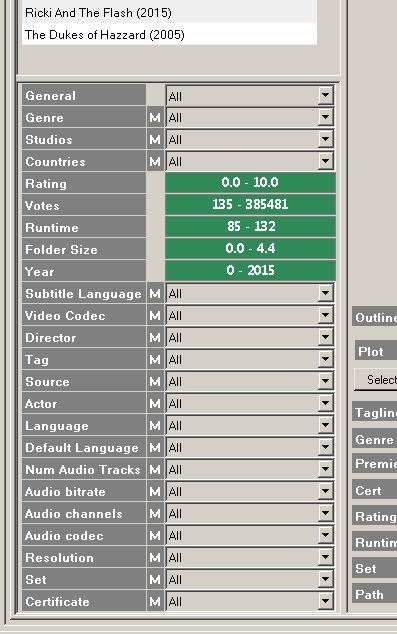 Ricki And The Flash (2015)
The Dukes of Hazzard (2005)
General All
Genre M All
Studios M All
Countries M All
Rating 0.0 - 10.0
Votes 135 - 385481
Runtime 85 - 132
Folder Size 0.0 - 4.4
Year 0 - 2015
Subtitle Language M All
Video Codec M All
Director M All
Tag M All
Source M All
Actor M All
Language M All
Default Language M All
Num Audio Tracks M All
Audio bitrate M All
Audio channels M All
Audio codec M All
Resolution M All
Set M All
Certificate M All
Outline
Plot
Select
Tagline
Genre
Premie
Cert
Rating
Runtim
Set
Path